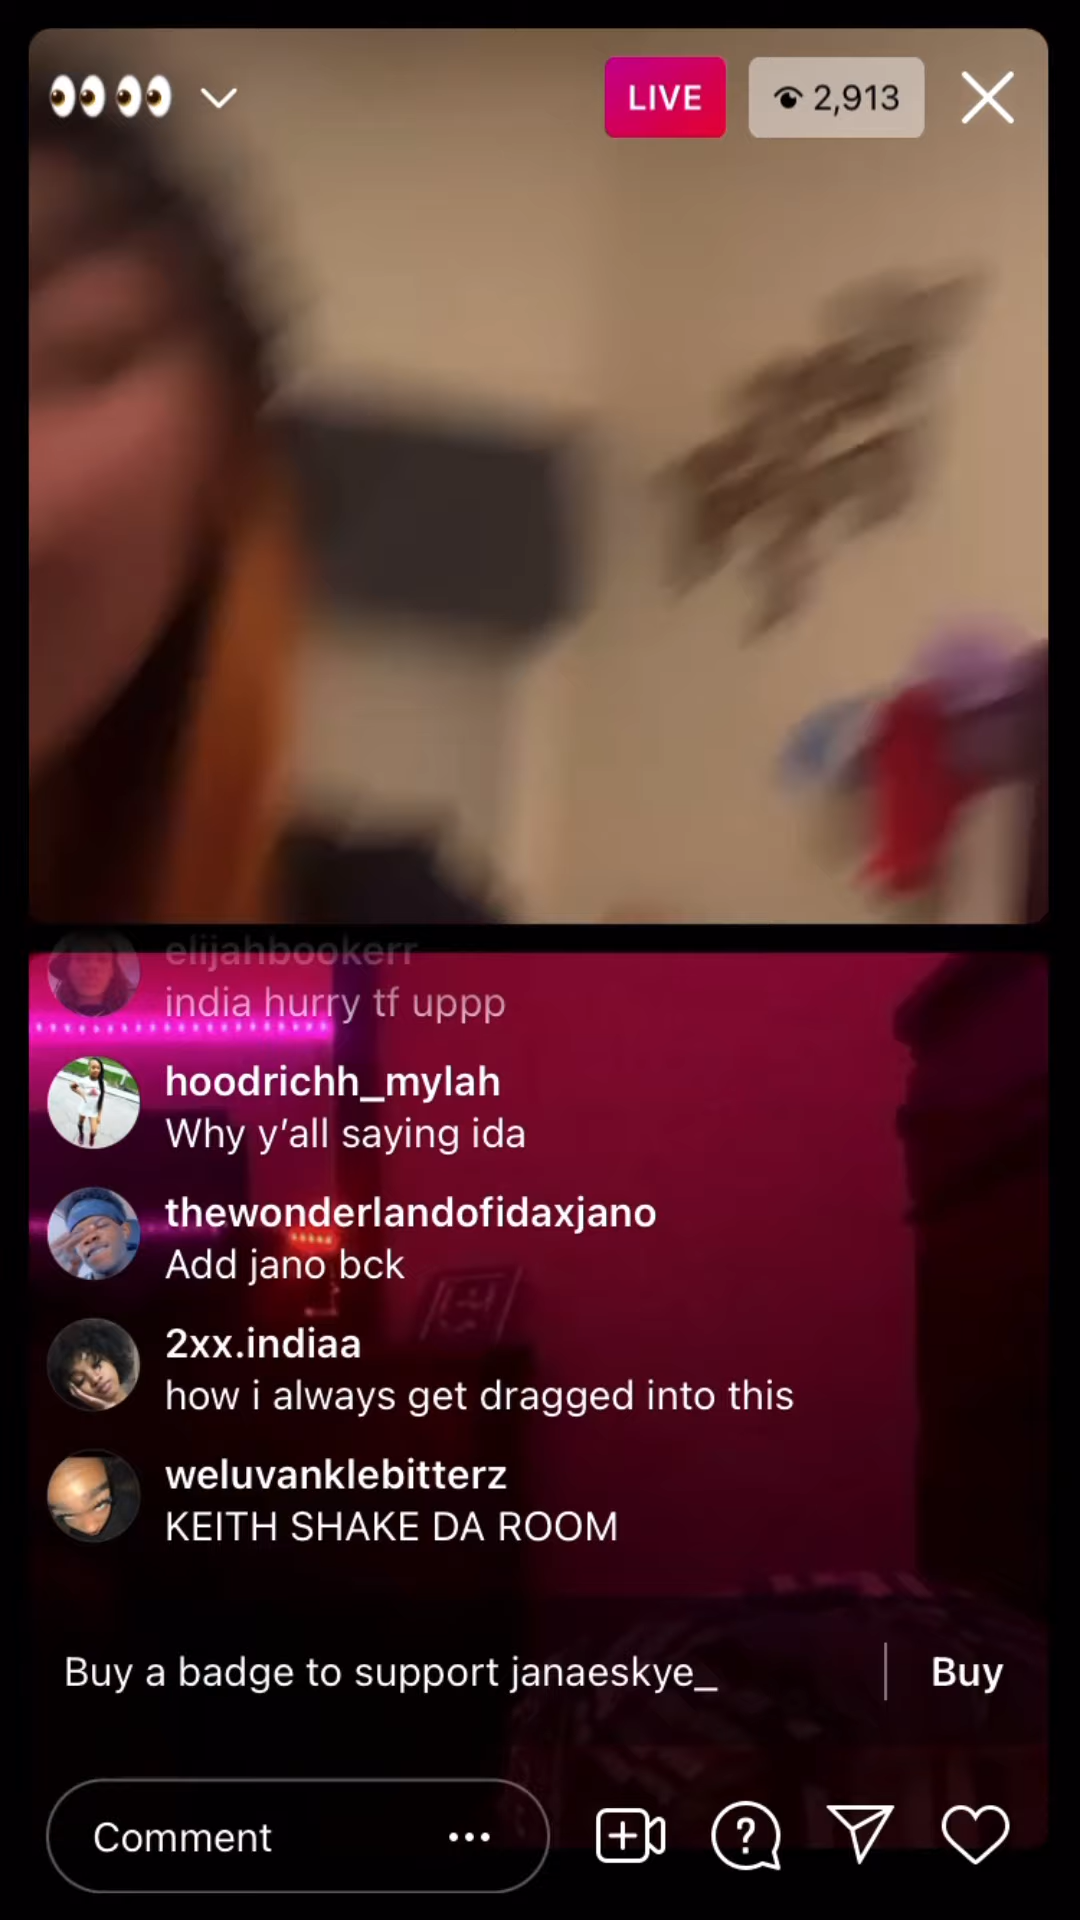 LIVE
2,913
elijahbookerr
india hurry tf uppp
hoodrichh_mylah
Why y’all saying ida
thewonderlandofidaxjano
Add jano bck
2xx.indiaa
how i always get dragged into this
weluvanklebitterz
KEITH SHAKE DA ROOM
Buy a badge to support janaeskye_
Buy
Comment